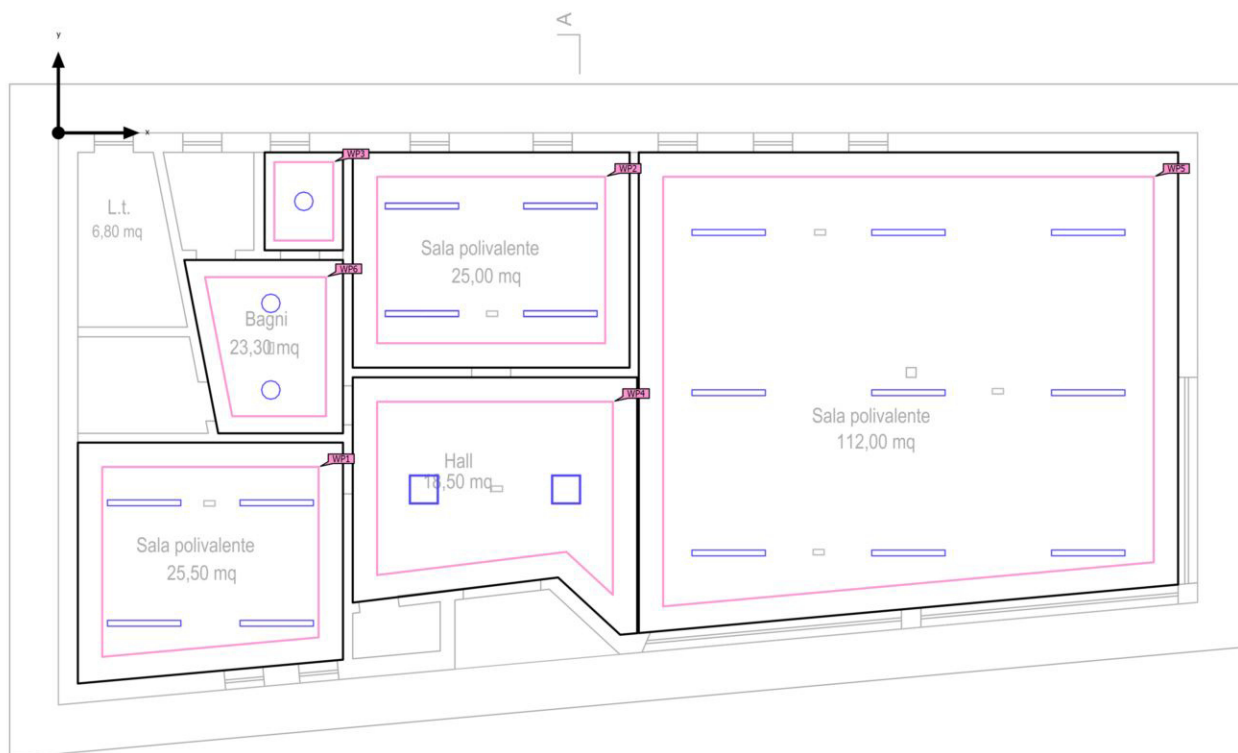 A
y
x
WP3
WP2
WP5
L.t.
6,80 mq
Sala polivalente
25,00 mq
WP6
Bagni
23,30 mq
WP4
Sala polivalente
112,00 mq
WP1
Hall
18,50 mq
Sala polivalente
25,50 mq